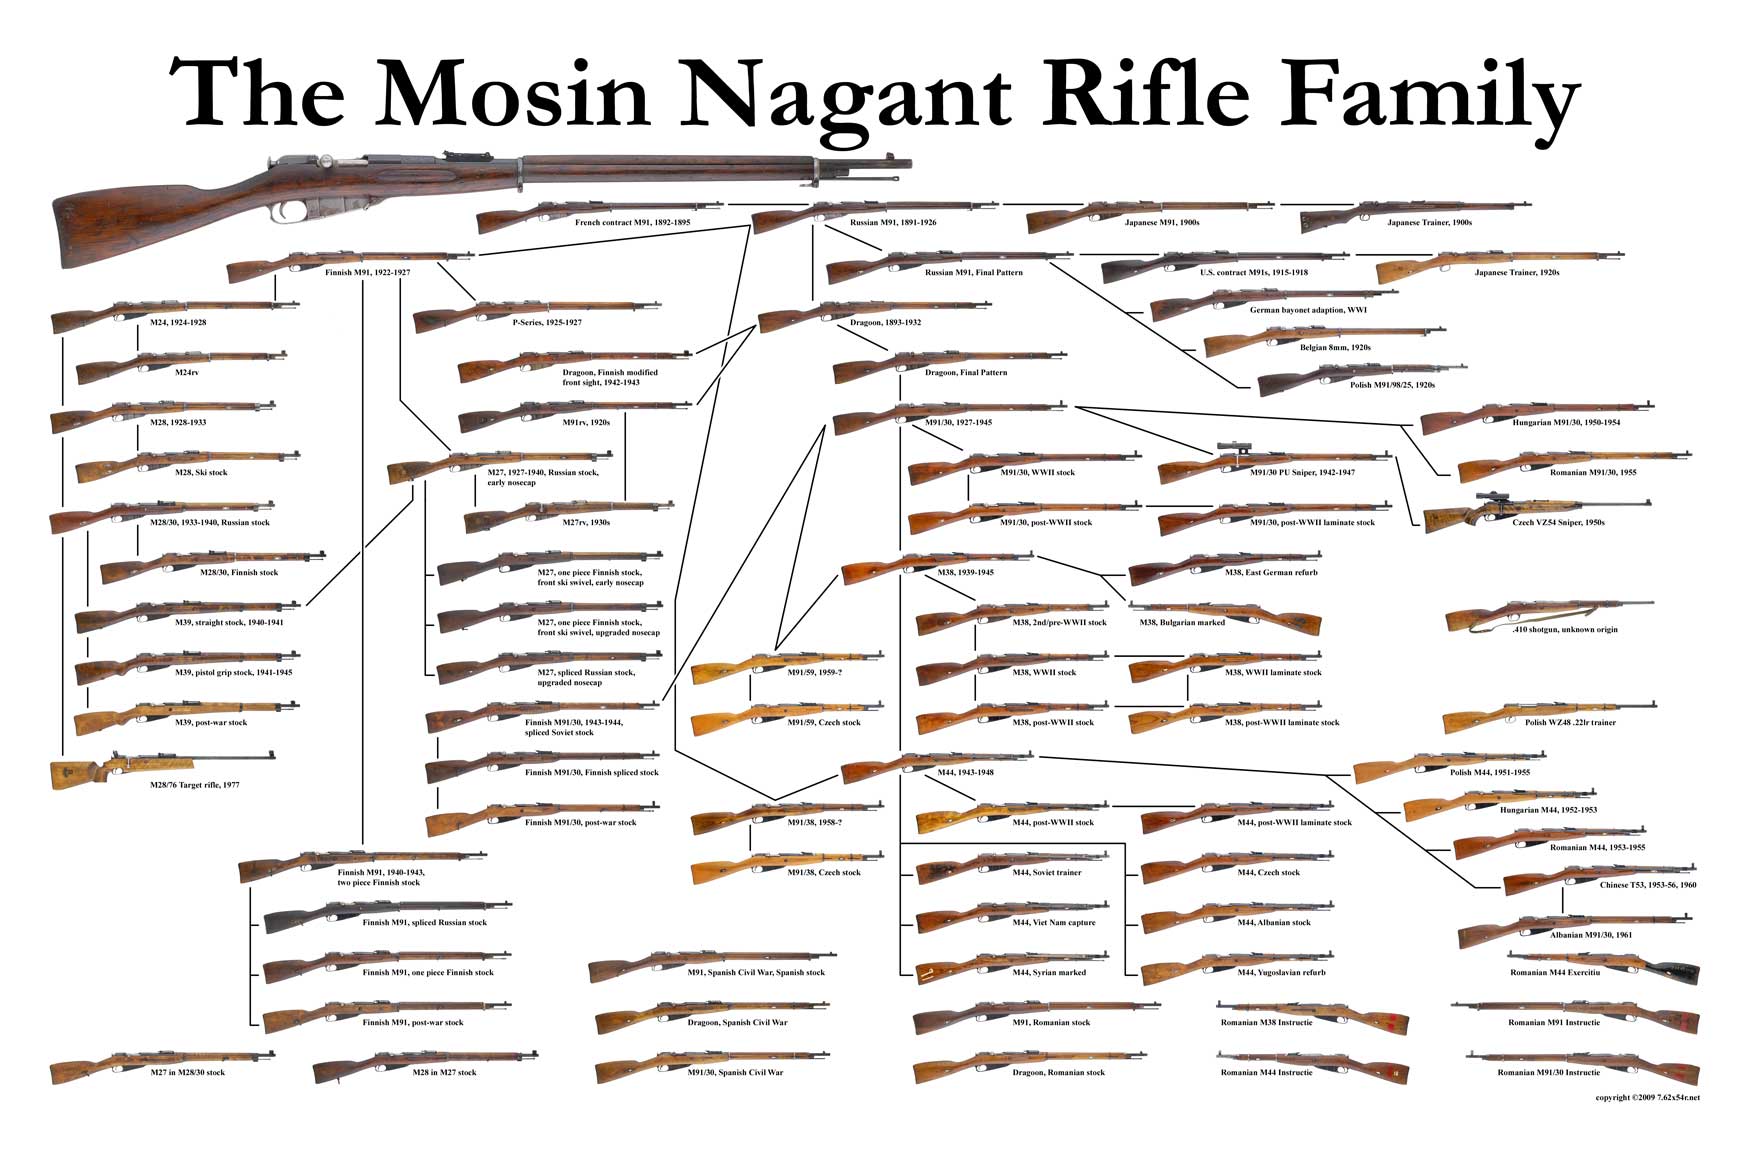 The Mosin Nagant Rifle Family
French contract M91, 1892-1895
Russian M91, 1891-1926
Japanese M91, 1900s
Japanese Trainer, 1900s
Finnish M91, 1922-1927
Russian M91, Final Pattern
U.S. contract M91s, 1915-1918
Japanese Trainer, 1920s
German bayonet adaption, WWI
M24, 1924-1928
P-Series, 1925-1927
Dragoon, 1893-1932
Belgian 8mm, 1920s
M24rv
Dragoon, Finnish modified
front sight, 1942-1943
Dragoon, Final Pattern
Polish M91/98/25, 1920s
M28, 1928-1933
M91rv, 1920s
M91/30, 1927-1945
Hungarian M91/30, 1950-1954
M28, Ski stock
M27, 1927-1940, Russian stock,
early nosecap
M91/30, WWII stock
M91/30 PU Sniper, 1942-1947
Romanian M91/30, 1955
M28/30, 1933-1940, Russian stock
M27rv, 1930s
M91/30, post-WWII stock
M91/30, post-WWII laminate stock
Czech VZ54 Sniper, 1950s
M28/30, Finnish stock
M27, one piece Finnish stock,
front ski swivel, early nosecap
M38, 1939-1945
M38, East German refurb
M39, straight stock, 1940-1941
M27, one piece Finnish stock,
front ski swivel, upgraded nosecap
M38, 2nd/pre-WWII stock
M38, Bulgarian marked
.410 shotgun, unknown origin
M39, pistol grip stock, 1941-1945
M27, spliced Russian stock,
upgraded nosecap
M91/59, 1959-?
M38, WWII stock
M38, WWII laminate stock
M39, post-war stock
Finnish M91/30, 1943-1944,
spliced Soviet stock
M91/59, Czech stock
M38, post-WWII stock
M38, post-WWII laminate stock
Polish WZ48 .22lr trainer
M28/76 Target rifle, 1977
Finnish M91/30, Finnish spliced stock
M44, 1943-1948
Polish M44, 1951-1955
Hungarian M44, 1952-1953
Finnish M91/30, post-war stock
M91/38, 1958-?
M44, post-WWII stock
M44, post-WWII laminate stock
Romanian M44, 1953-1955
Finnish M91, 1940-1943,
two piece Finnish stock
M91/38, Czech stock
M44, Soviet trainer
M44, Czech stock
Chinese T53, 1953-56, 1960
Finnish M91, spliced Russian stock
M44, Viet Nam capture
M44, Albanian stock
Albanian M91/30, 1961
Finnish M91, one piece Finnish stock
M91, Spanish Civil War, Spanish stock
M44, Syrian marked
M44, Yugoslavian refurb
Romanian M44 Exercitiu
Finnish M91, post-war stock
Dragoon, Spanish Civil War
M91, Romanian stock
Romanian M38 Instructie
Romanian M91 Instructie
M27 in M28/30 stock
M28 in M27 stock
M91/30, Spanish Civil War
Dragoon, Romanian stock
Romanian M44 Instructie
Romanian M91/30 Instructie
copyright ©2009 7.62x54r.net